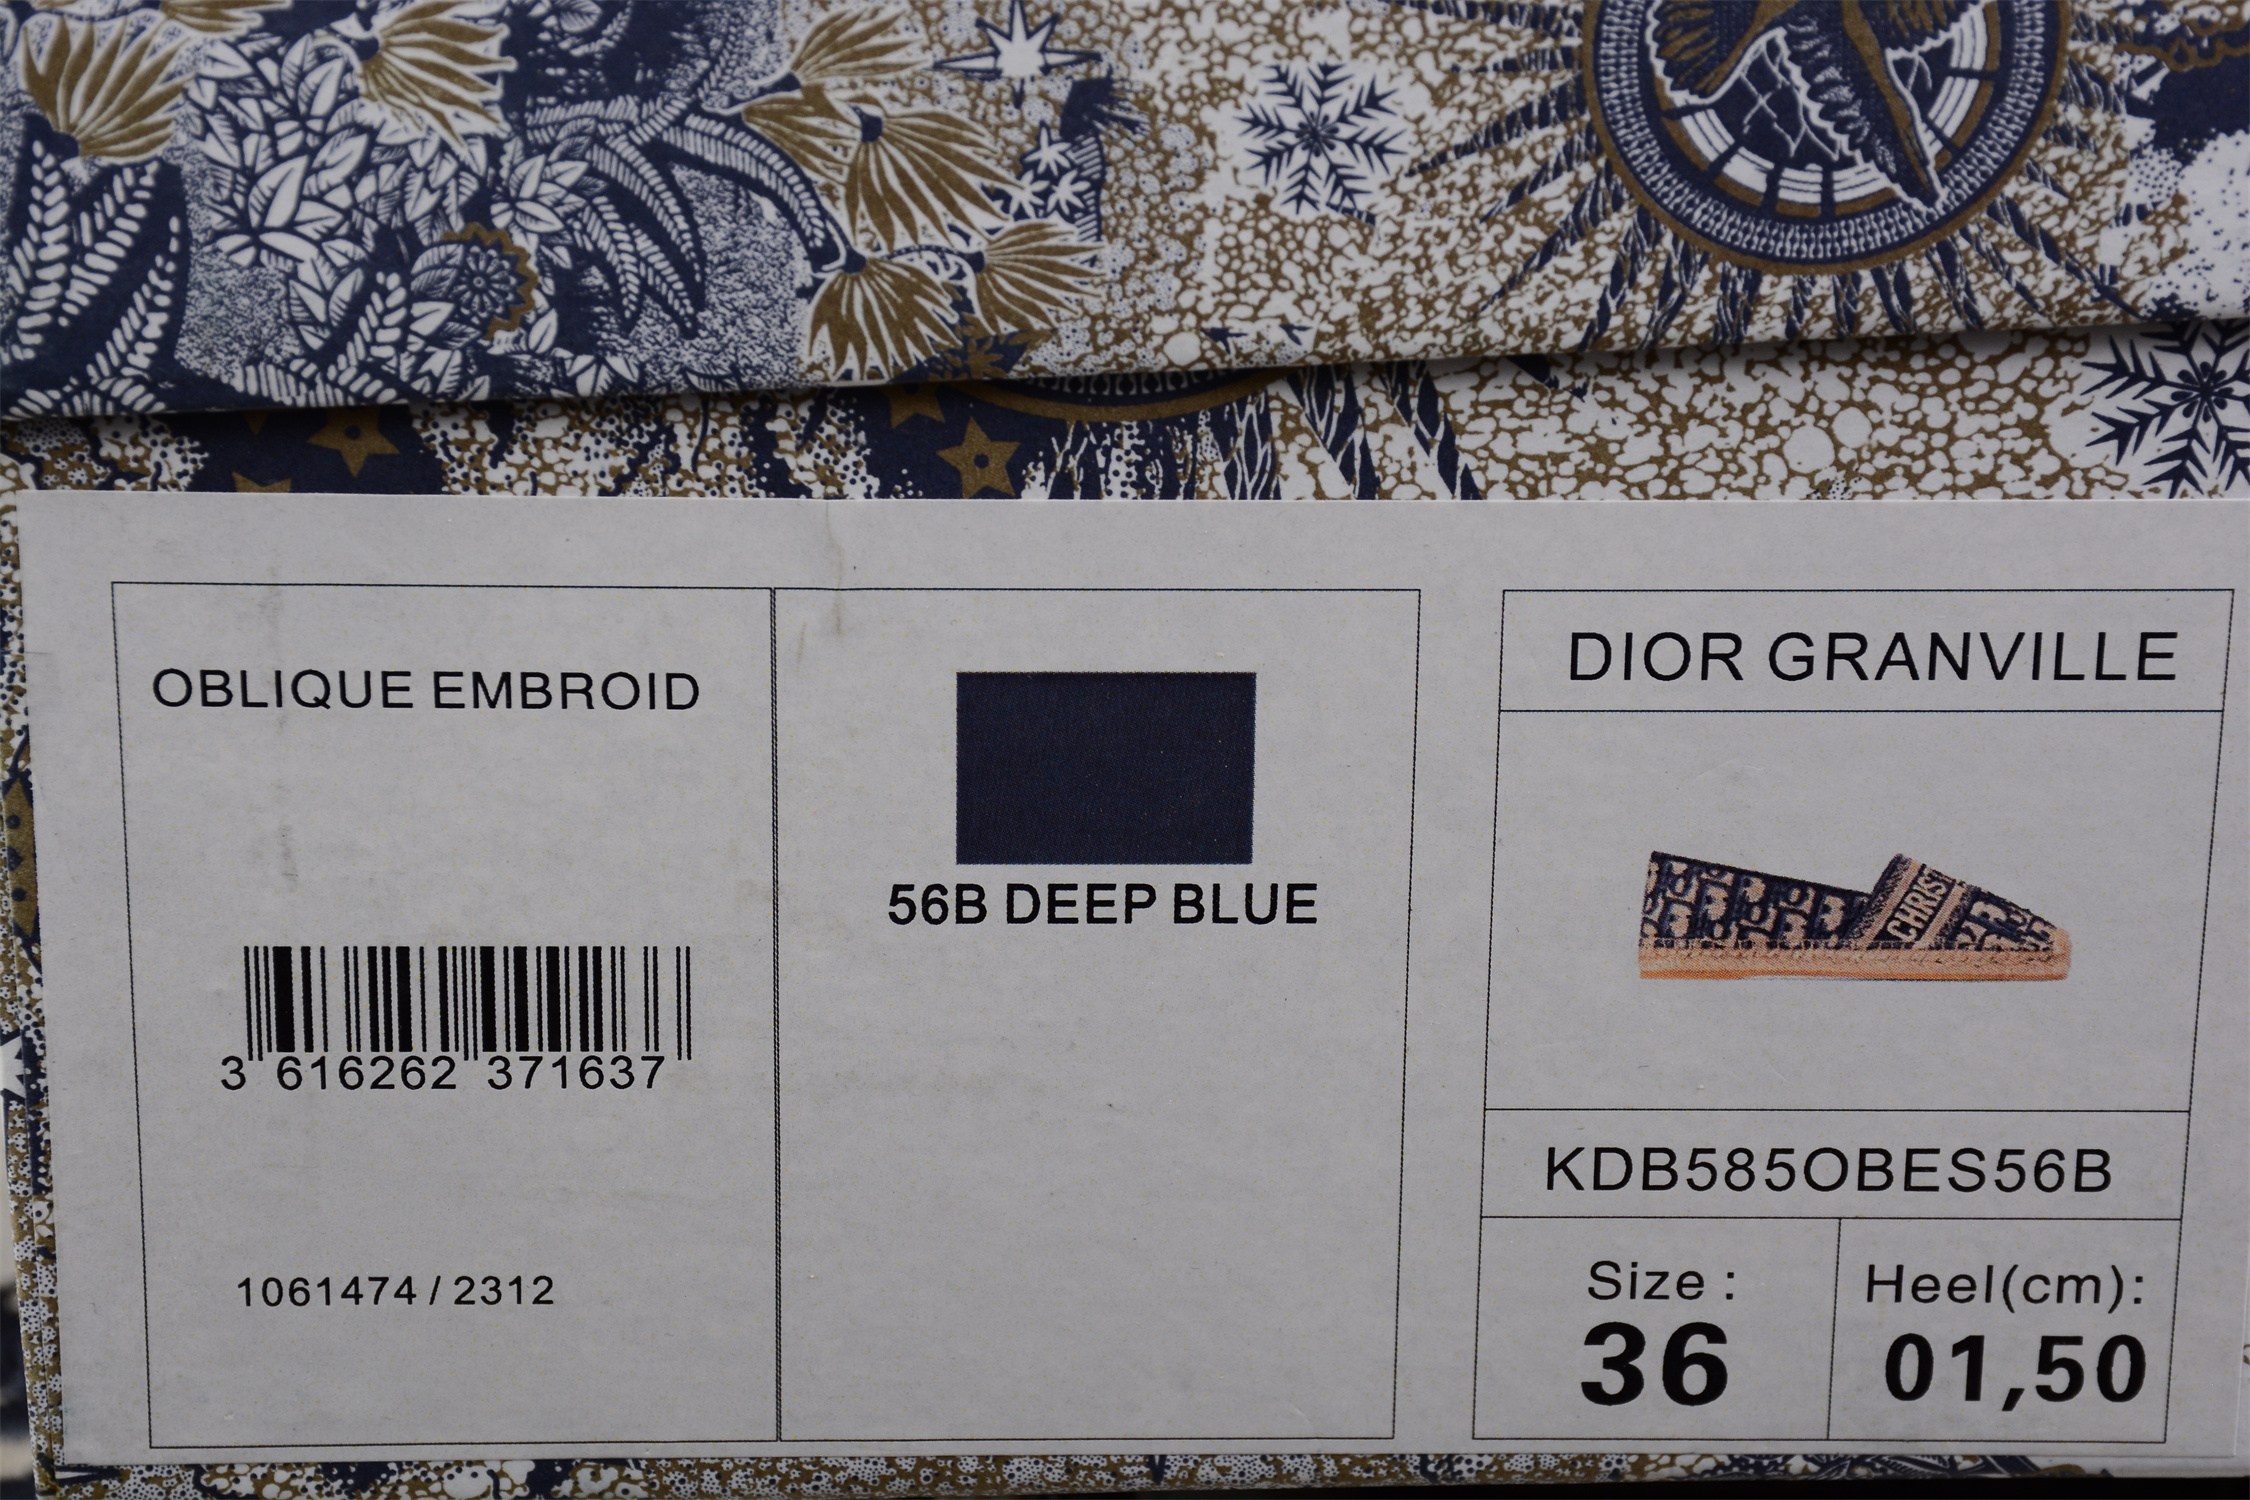 OBLIQUE EMBROID
3 616262 371637
1061474 / 2312
56B DEEP BLUE
DIOR GRANVILLE
CHRIST
KDB585OBES56B
Size :
36
Heel(cm):
01,50